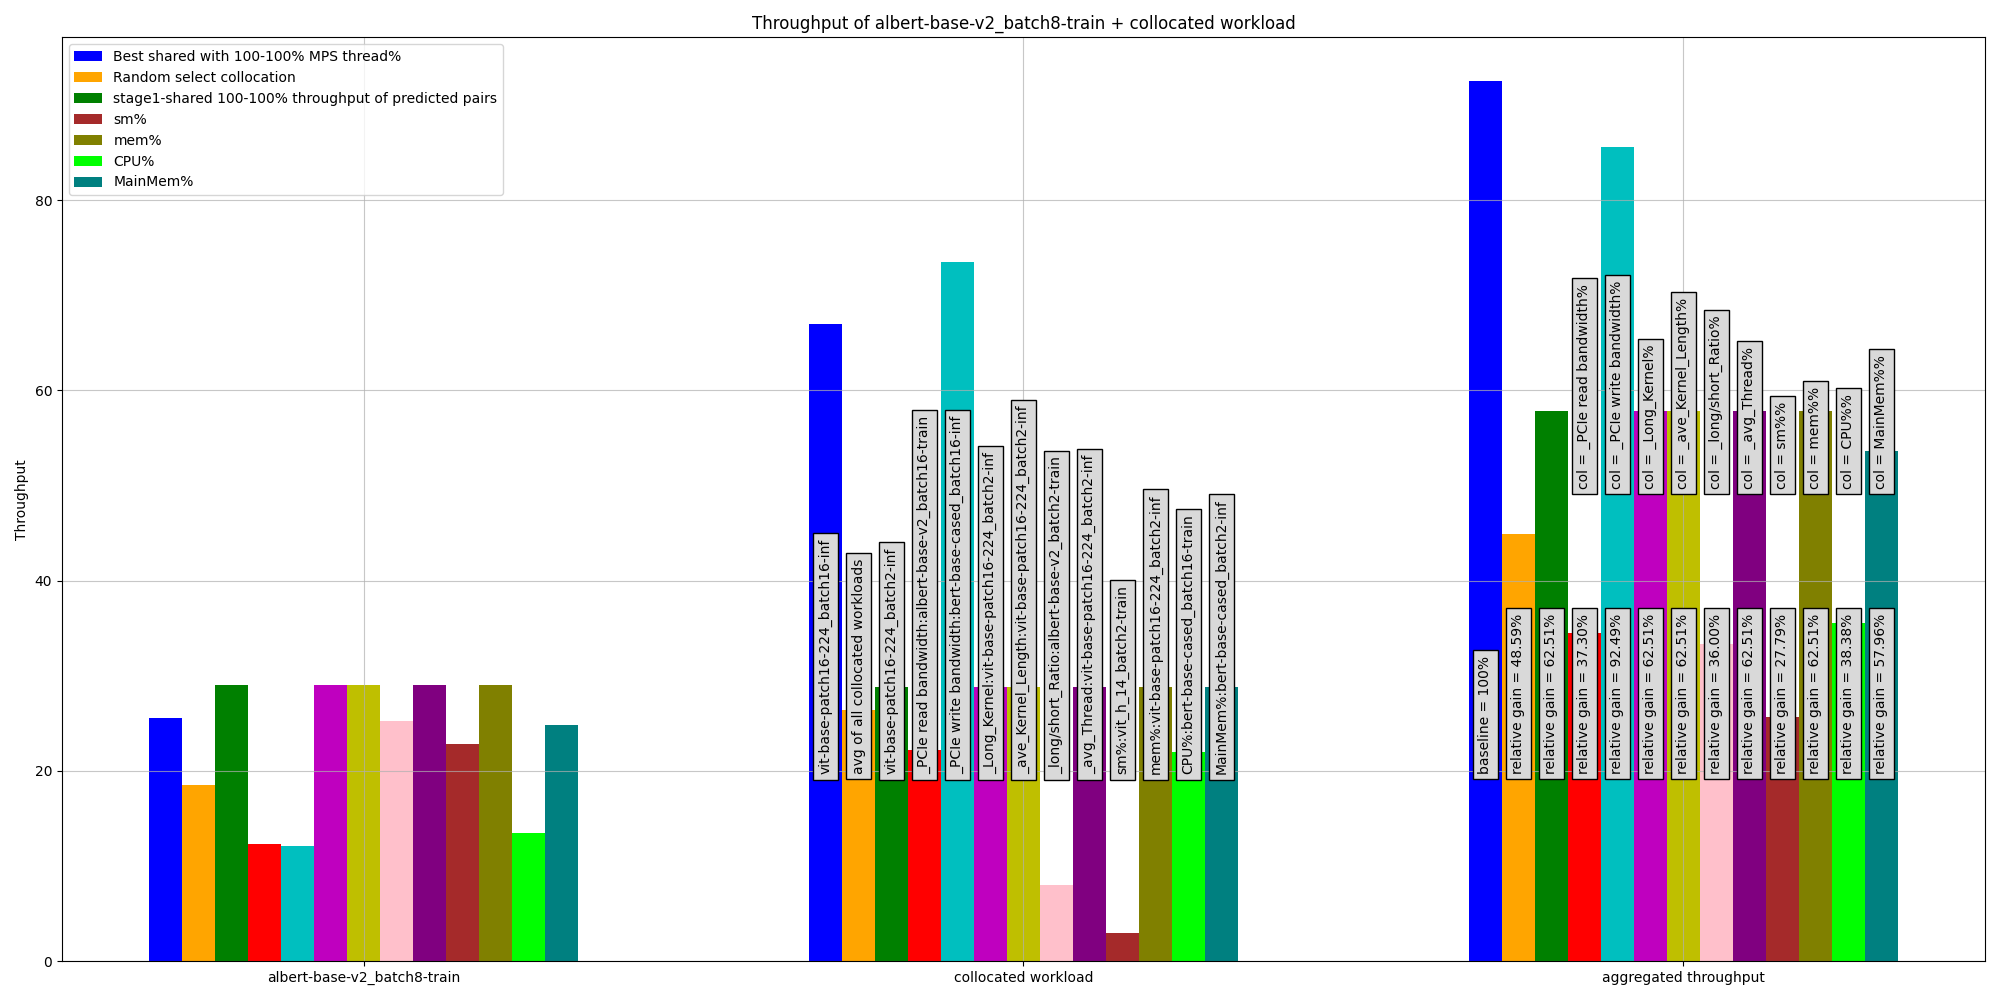 Throughput of albert-base-v2_batch8-train + collocated workload
Best shared with 100-100% MPS thread%
Random select collocation
stage1-shared 100-100% throughput of predicted pairs
sm%
mem%
CPU%
MainMem%
Throughput
80
60
40
20
0
vit-base-patch16-224_batch16-inf
avg of all collocated workloads
vit-base-patch16-224_batch2-inf
_PCIe read bandwidth:albert-base-v2_batch16-train
_PCIe write bandwidth:bert-base-cased_batch16-inf
_Long_Kernel:vit-base-patch16-224_batch2-inf
_ave_Kernel_Length:vit-base-patch16-224_batch2-inf
_long/short_Ratio:albert-base-v2_batch2-train
_avg_Thread:vit-base-patch16-224_batch2-inf
sm%:vit_h_14_batch2-train
mem%:vit-base-patch16-224_batch2-inf
CPU%:bert-base-cased_batch16-train
MainMem%:bert-base-cased_batch2-inf
col = _PCIe read bandwidth%
col = _PCIe write bandwidth%
col = _Long_Kernel%
col = _ave_Kernel_Length%
col = _long/short_Ratio%
col = _avg_Thread%
col = sm%%
col = mem%%
col = CPU%%
col = MainMem%%
baseline = 100%
relative gain = 48.59%
relative gain = 62.51%
relative gain = 37.30%
relative gain = 92.49%
relative gain = 62.51%
relative gain = 62.51%
relative gain = 36.00%
relative gain = 62.51%
relative gain = 27.79%
relative gain = 62.51%
relative gain = 38.38%
relative gain = 57.96%
albert-base-v2_batch8-train
collocated workload
aggregated throughput